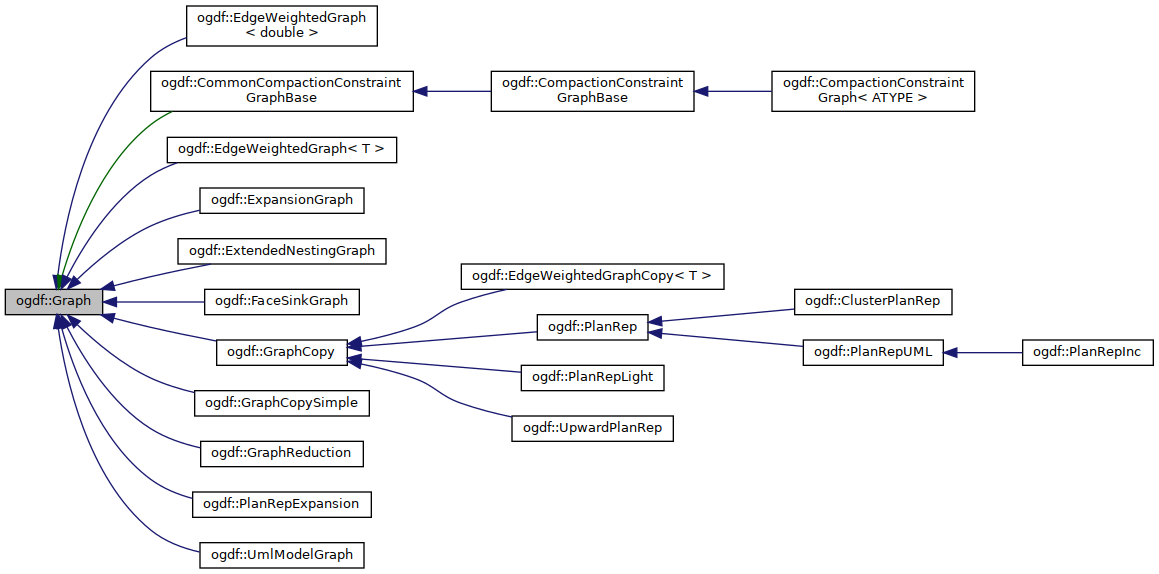 ogdf::EdgeWeightedGraph
< double >
ogdf::CommonCompactionConstraint
GraphBase
ogdf::CompactionConstraint
GraphBase
ogdf::CompactionConstraint
Graph< ATYPE >
ogdf::EdgeWeightedGraph< T >
ogdf::ExpansionGraph
ogdf::ExtendedNestingGraph
ogdf::EdgeWeightedGraphCopy< T >
ogdf::Graph
ogdf::FaceSinkGraph
ogdf::ClusterPlanRep
ogdf::PlanRep
ogdf::GraphCopy
ogdf::PlanRepUML
ogdf::PlanRepInc
ogdf::PlanRepLight
ogdf::GraphCopySimple
ogdf::UpwardPlanRep
ogdf::GraphReduction
ogdf::PlanRepExpansion
ogdf::UmlModelGraph